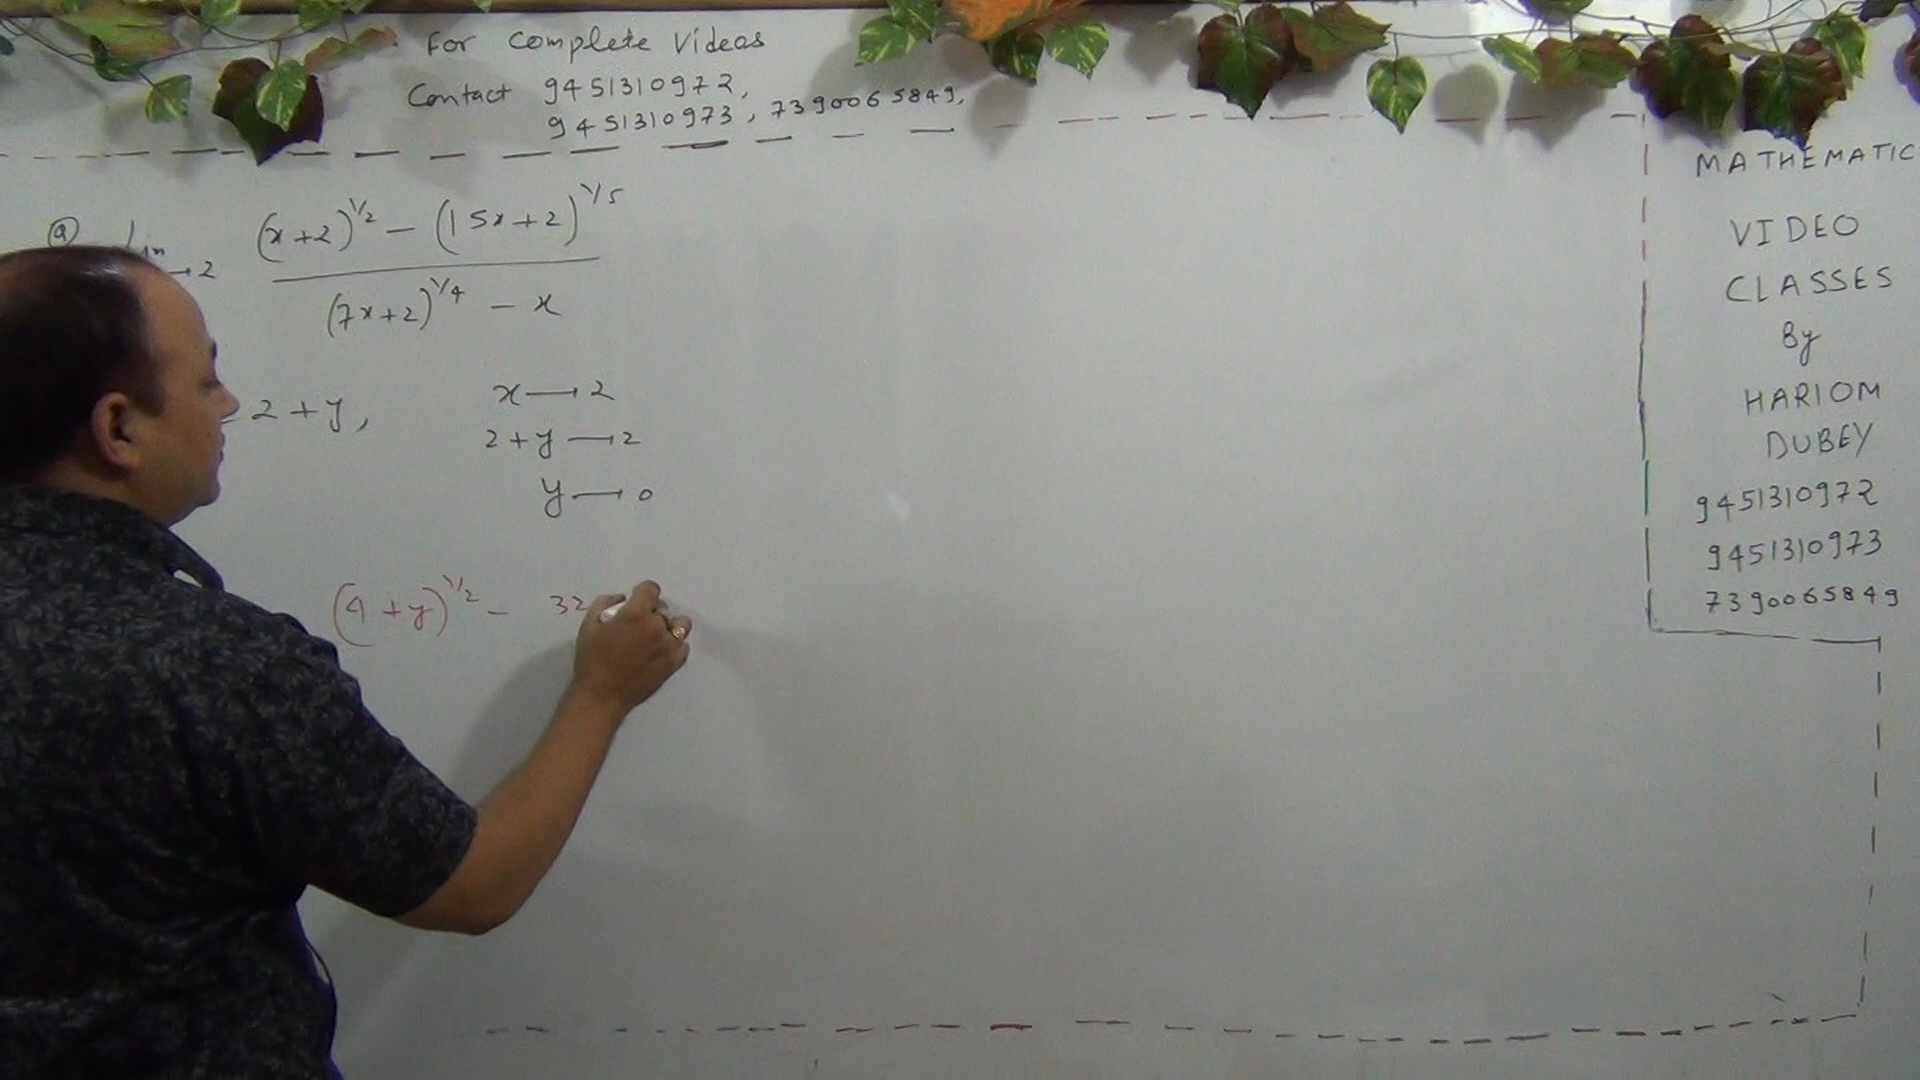 For Complete Videos
Contact 9451310972,
9451310973, 7390065849,
Q
→2
(x+2)^1/2 - (15x+2)^1/5
(7x+2)^1/4 - x
= 2+y,
x → 2
2+y → 2
y → 0
(4+y)^1/2 - 32
MATHEMATIC
VIDEO
CLASSES
By
HARIOM
DUBEY
9451310972
9451310973
7390065849